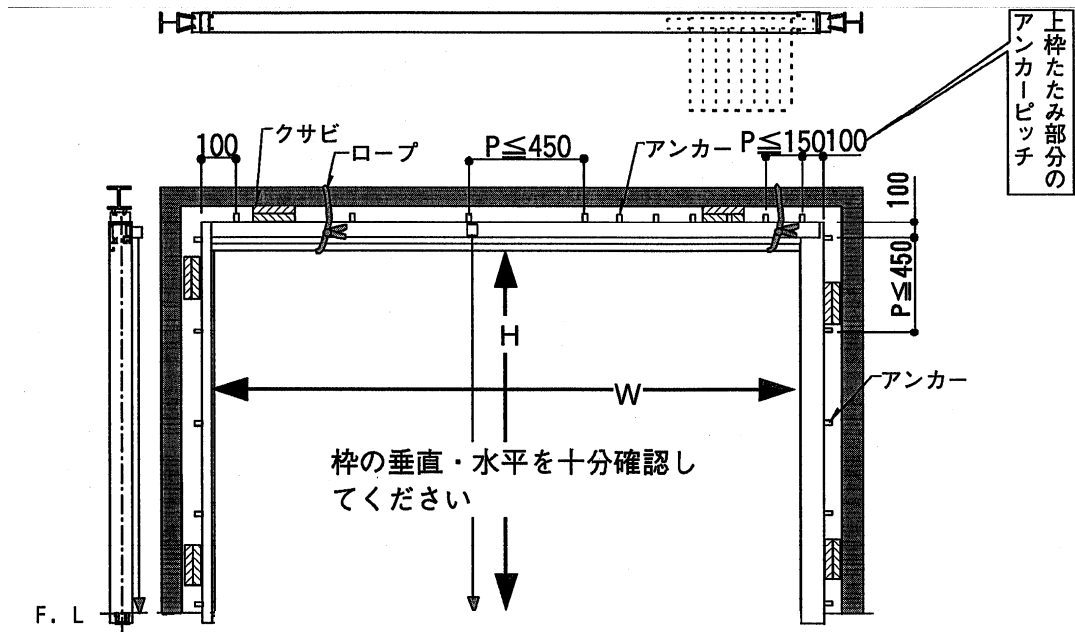 上枠たたみ部分の
アンカーピッチ
100
クサビ
ロープ
P≦450
アンカー
P≦150
100
100
P≦450
H
W
アンカー
枠の垂直・水平を十分確認し
てください
F. L